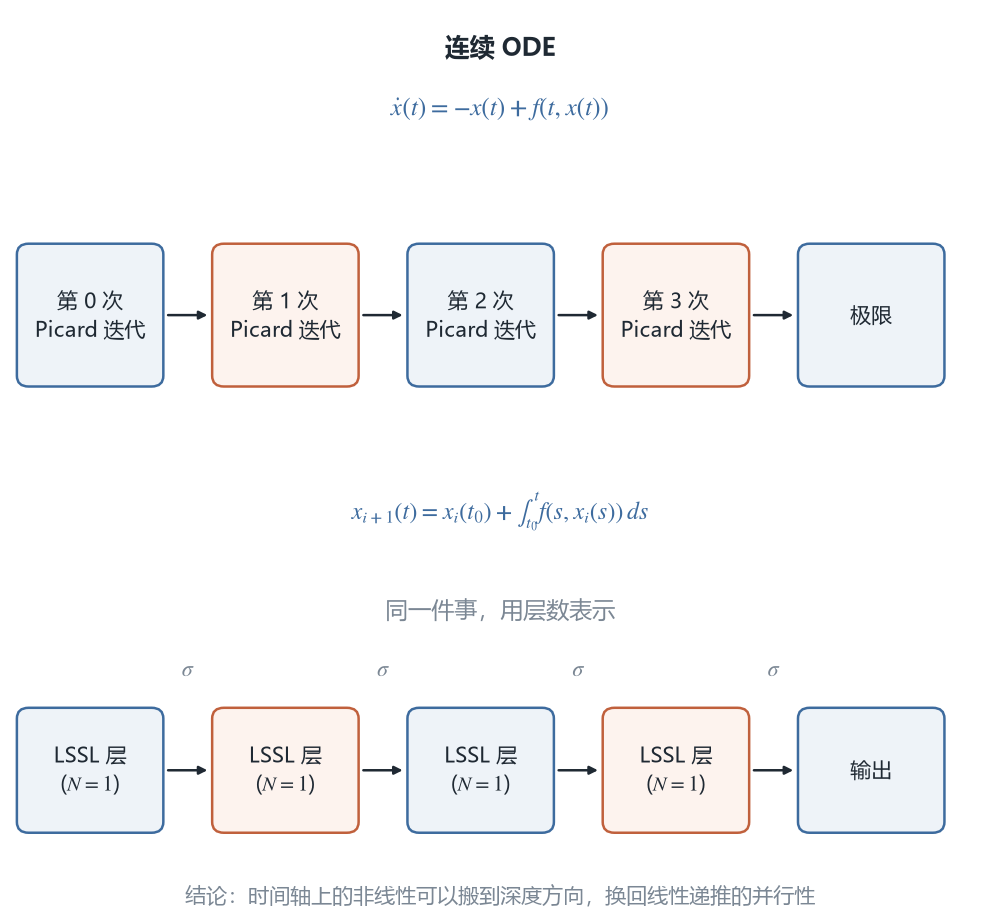 连续 ODE
ẋ(t) = −x(t) + f(t, x(t))
第 0 次
Picard 迭代
第 1 次
Picard 迭代
第 2 次
Picard 迭代
第 3 次
Picard 迭代
极限
x_{i+1}(t) = x_i(t_0) + ∫_{t_0}^{t} f(s, x_i(s)) ds
同一件事，用层数表示
σ σ σ σ
LSSL 层
(N = 1)
LSSL 层
(N = 1)
LSSL 层
(N = 1)
LSSL 层
(N = 1)
输出
结论：时间轴上的非线性可以搬到深度方向，换回线性递推的并行性